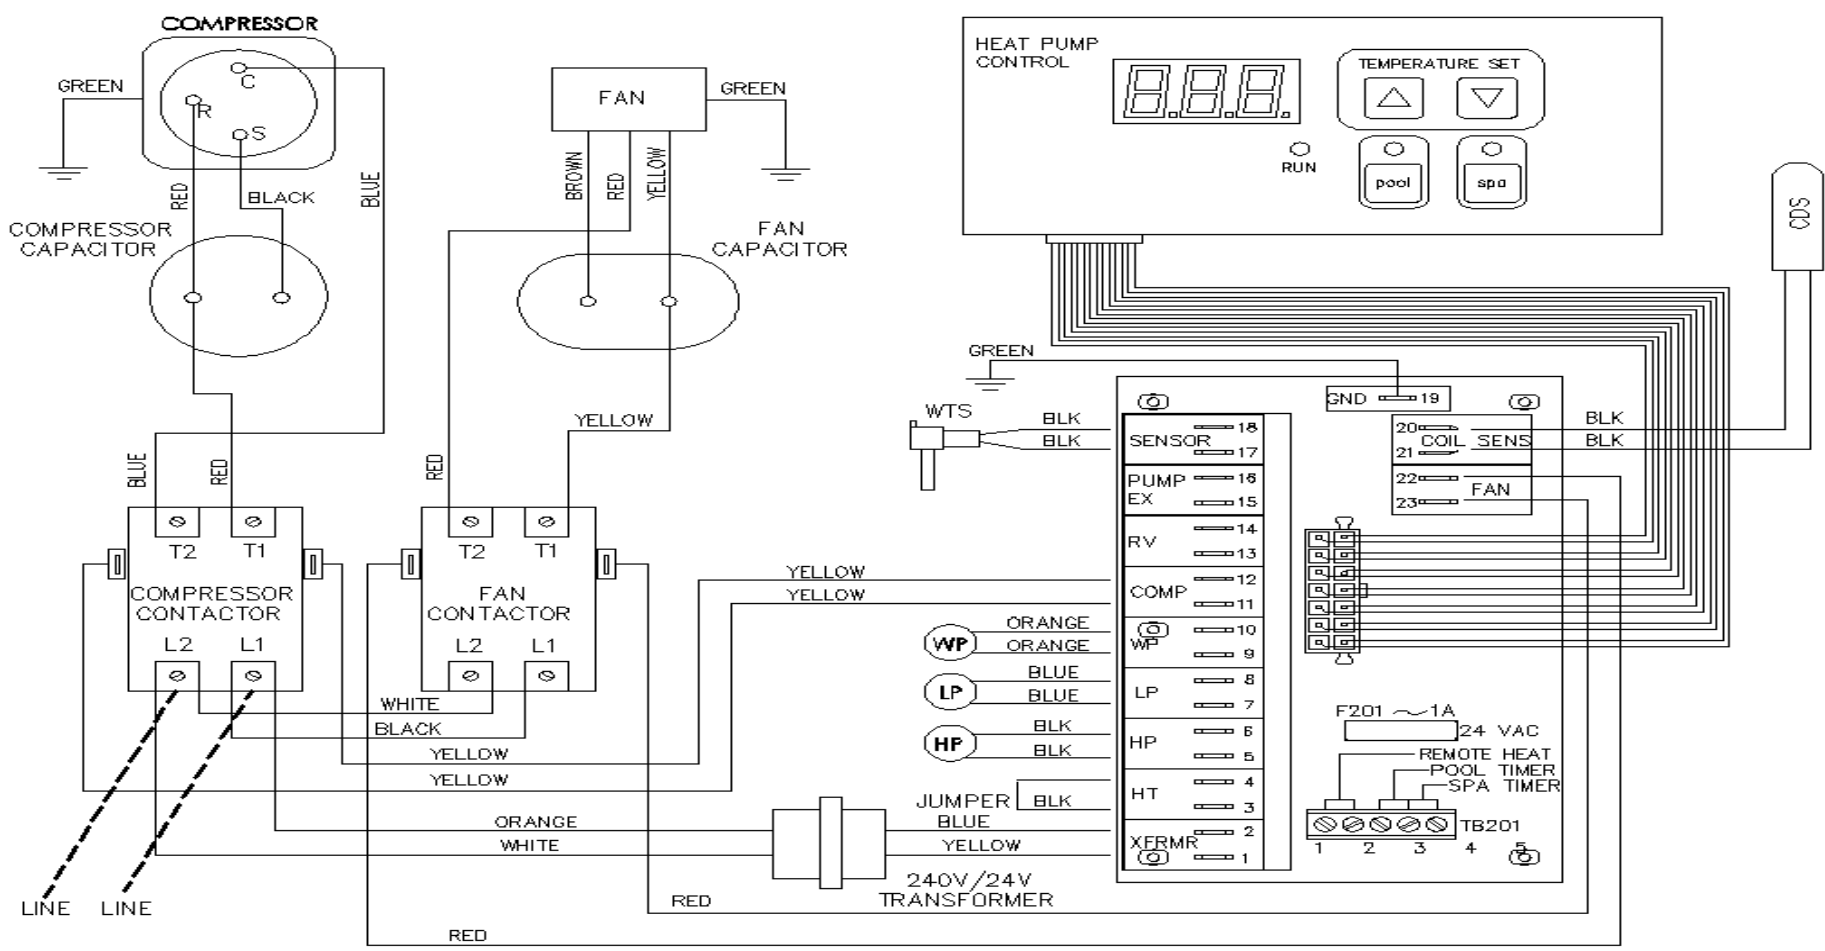 COMPRESSOR
GREEN
C
R
S
RED
BLACK
BLUE
COMPRESSOR
CAPACITOR
FAN
GREEN
BROWN
RED
YELLOW
FAN
CAPACITOR
HEAT PUMP
CONTROL
8.8.8.
RUN
TEMPERATURE SET
pool
spa
CDS
BLUE
RED
RED
YELLOW
T2
T1
COMPRESSOR
CONTACTOR
L2
L1
T2
T1
FAN
CONTACTOR
L2
L1
WHITE
BLACK
YELLOW
YELLOW
ORANGE
WHITE
LINE
LINE
RED
RED
240V/24V
TRANSFORMER
BLUE
YELLOW
GREEN
WTS
BLK
BLK
YELLOW
YELLOW
WP
ORANGE
ORANGE
LP
BLUE
BLUE
HP
BLK
BLK
JUMPER
BLK
SENSOR
18
17
PUMP
EX
16
15
RV
14
13
COMP
12
11
WP
10
9
LP
8
7
HP
6
5
HT
4
3
XFRMR
2
1
GND
19
20
21
COIL SENS
BLK
BLK
22
23
FAN
F201 ~ 1A
24 VAC
REMOTE HEAT
POOL TIMER
SPA TIMER
TB201
1 2 3 4 5